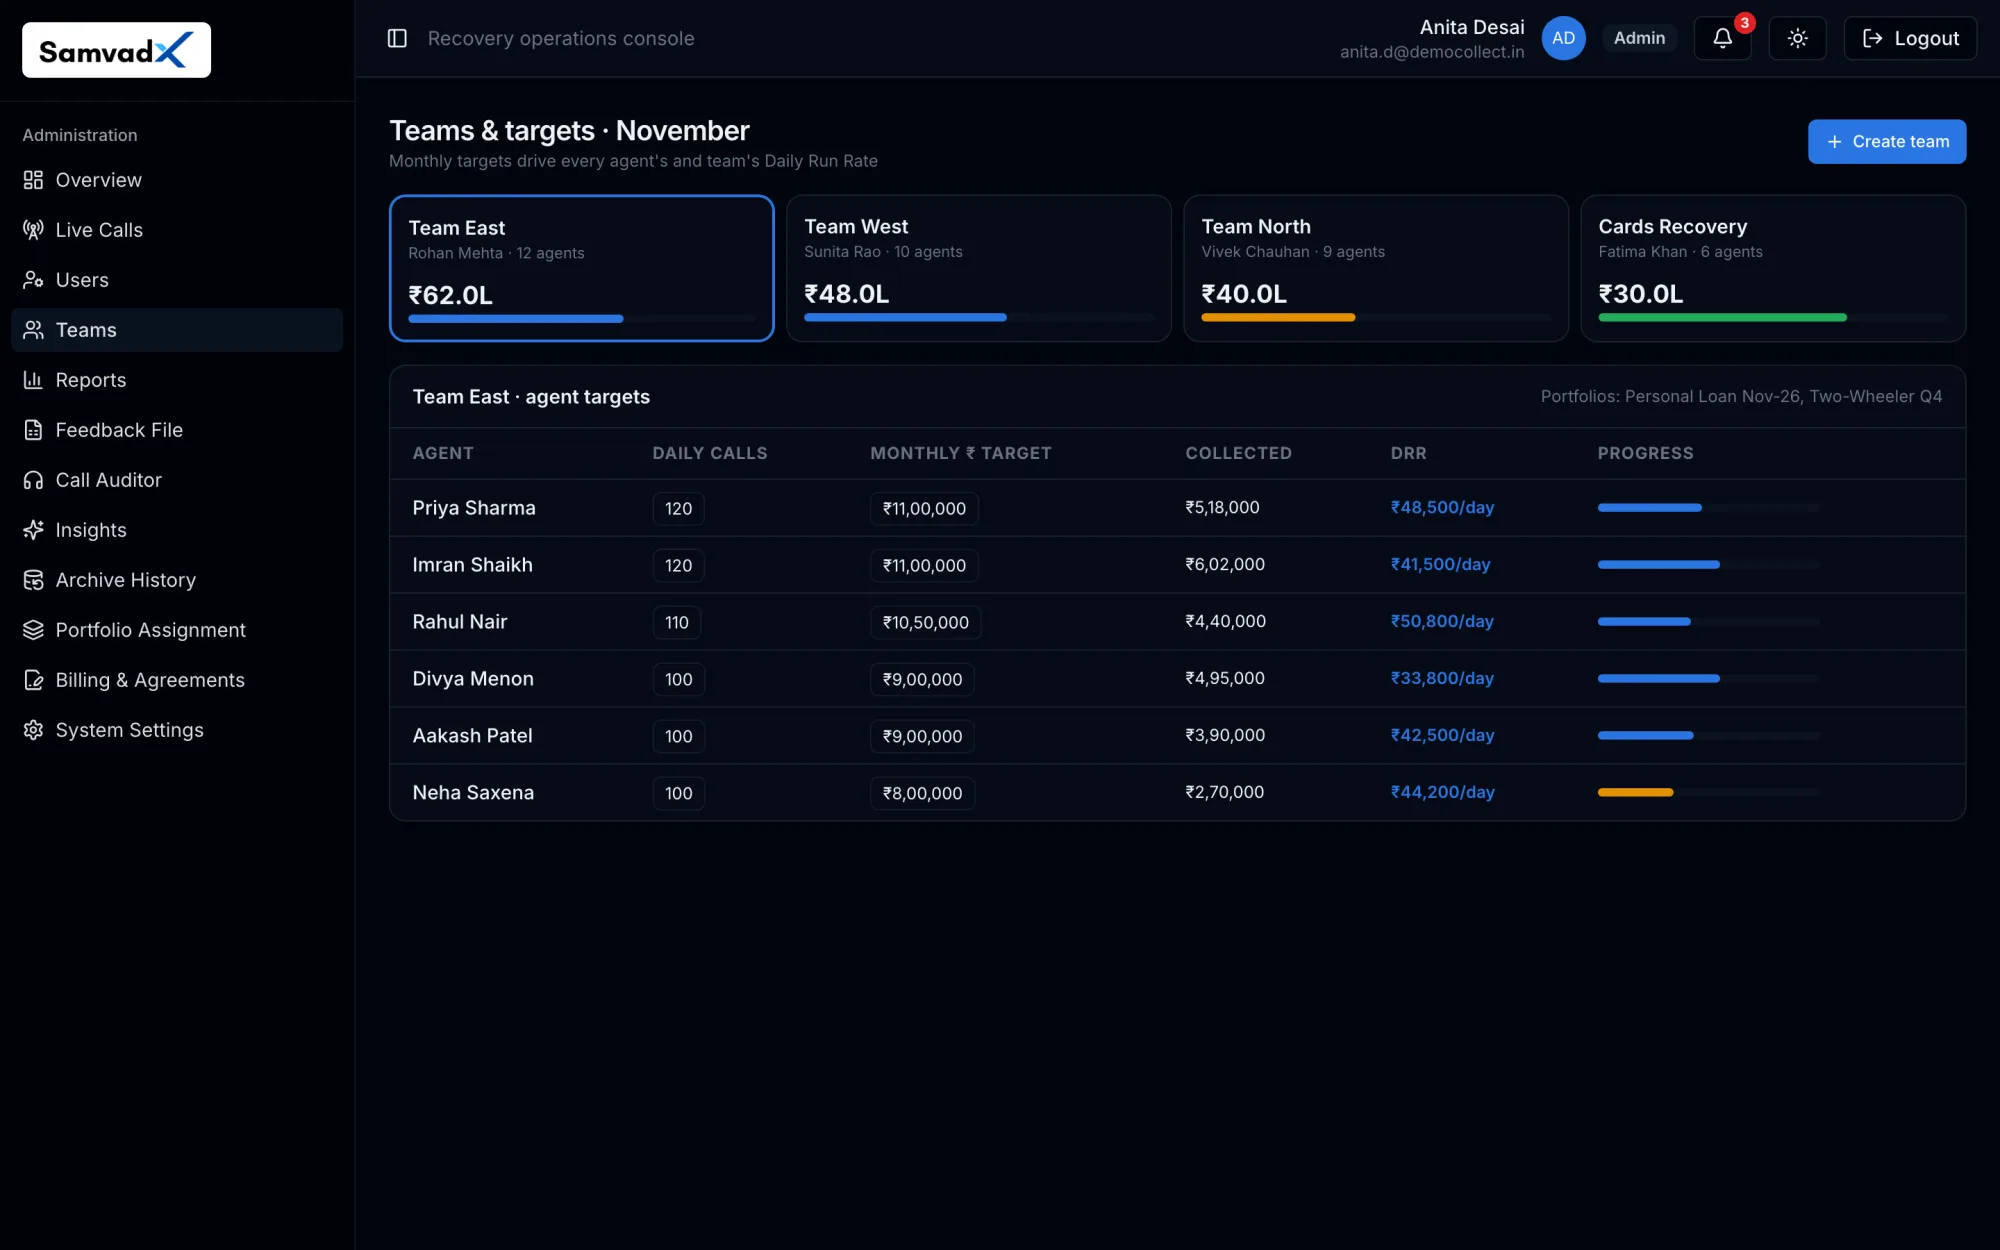 SamvadX
Recovery operations console
Anita Desai
anita.d@democollect.in
AD
Admin
3
Logout
Administration
Overview
Live Calls
Users
Teams
Reports
Feedback File
Call Auditor
Insights
Archive History
Portfolio Assignment
Billing & Agreements
System Settings
Teams & targets · November
Monthly targets drive every agent's and team's Daily Run Rate
+ Create team
Team East
Rohan Mehta · 12 agents
₹62.0L
Team West
Sunita Rao · 10 agents
₹48.0L
Team North
Vivek Chauhan · 9 agents
₹40.0L
Cards Recovery
Fatima Khan · 6 agents
₹30.0L
Team East · agent targets
Portfolios: Personal Loan Nov-26, Two-Wheeler Q4
AGENT DAILY CALLS MONTHLY ₹ TARGET COLLECTED DRR PROGRESS
Priya Sharma 120 ₹11,00,000 ₹5,18,000 ₹48,500/day
Imran Shaikh 120 ₹11,00,000 ₹6,02,000 ₹41,500/day
Rahul Nair 110 ₹10,50,000 ₹4,40,000 ₹50,800/day
Divya Menon 100 ₹9,00,000 ₹4,95,000 ₹33,800/day
Aakash Patel 100 ₹9,00,000 ₹3,90,000 ₹42,500/day
Neha Saxena 100 ₹8,00,000 ₹2,70,000 ₹44,200/day